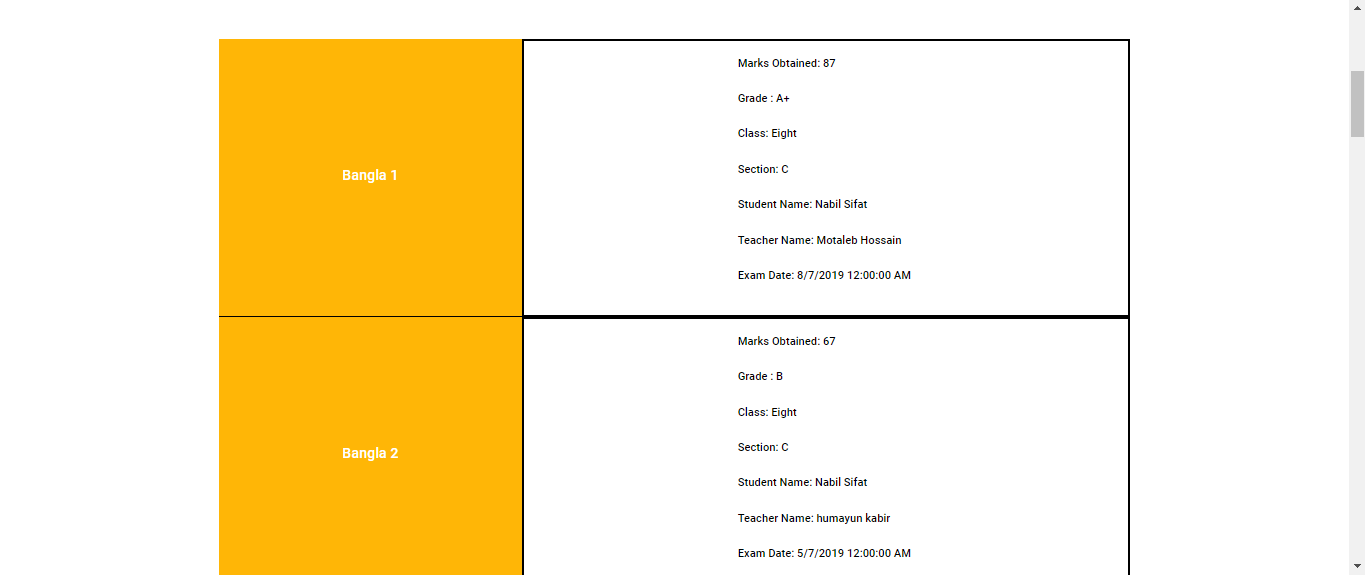 Bangla 1
Marks Obtained: 87
Grade : A+
Class: Eight
Section: C
Student Name: Nabil Sifat
Teacher Name: Motaleb Hossain
Exam Date: 8/7/2019 12:00:00 AM
Bangla 2
Marks Obtained: 67
Grade : B
Class: Eight
Section: C
Student Name: Nabil Sifat
Teacher Name: humayun kabir
Exam Date: 5/7/2019 12:00:00 AM